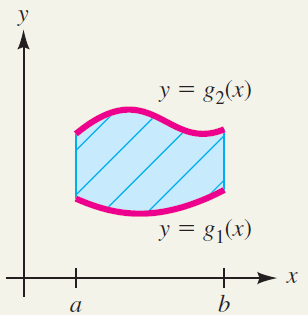 y
y = g₂(x)
y = g₁(x)
x
a
b